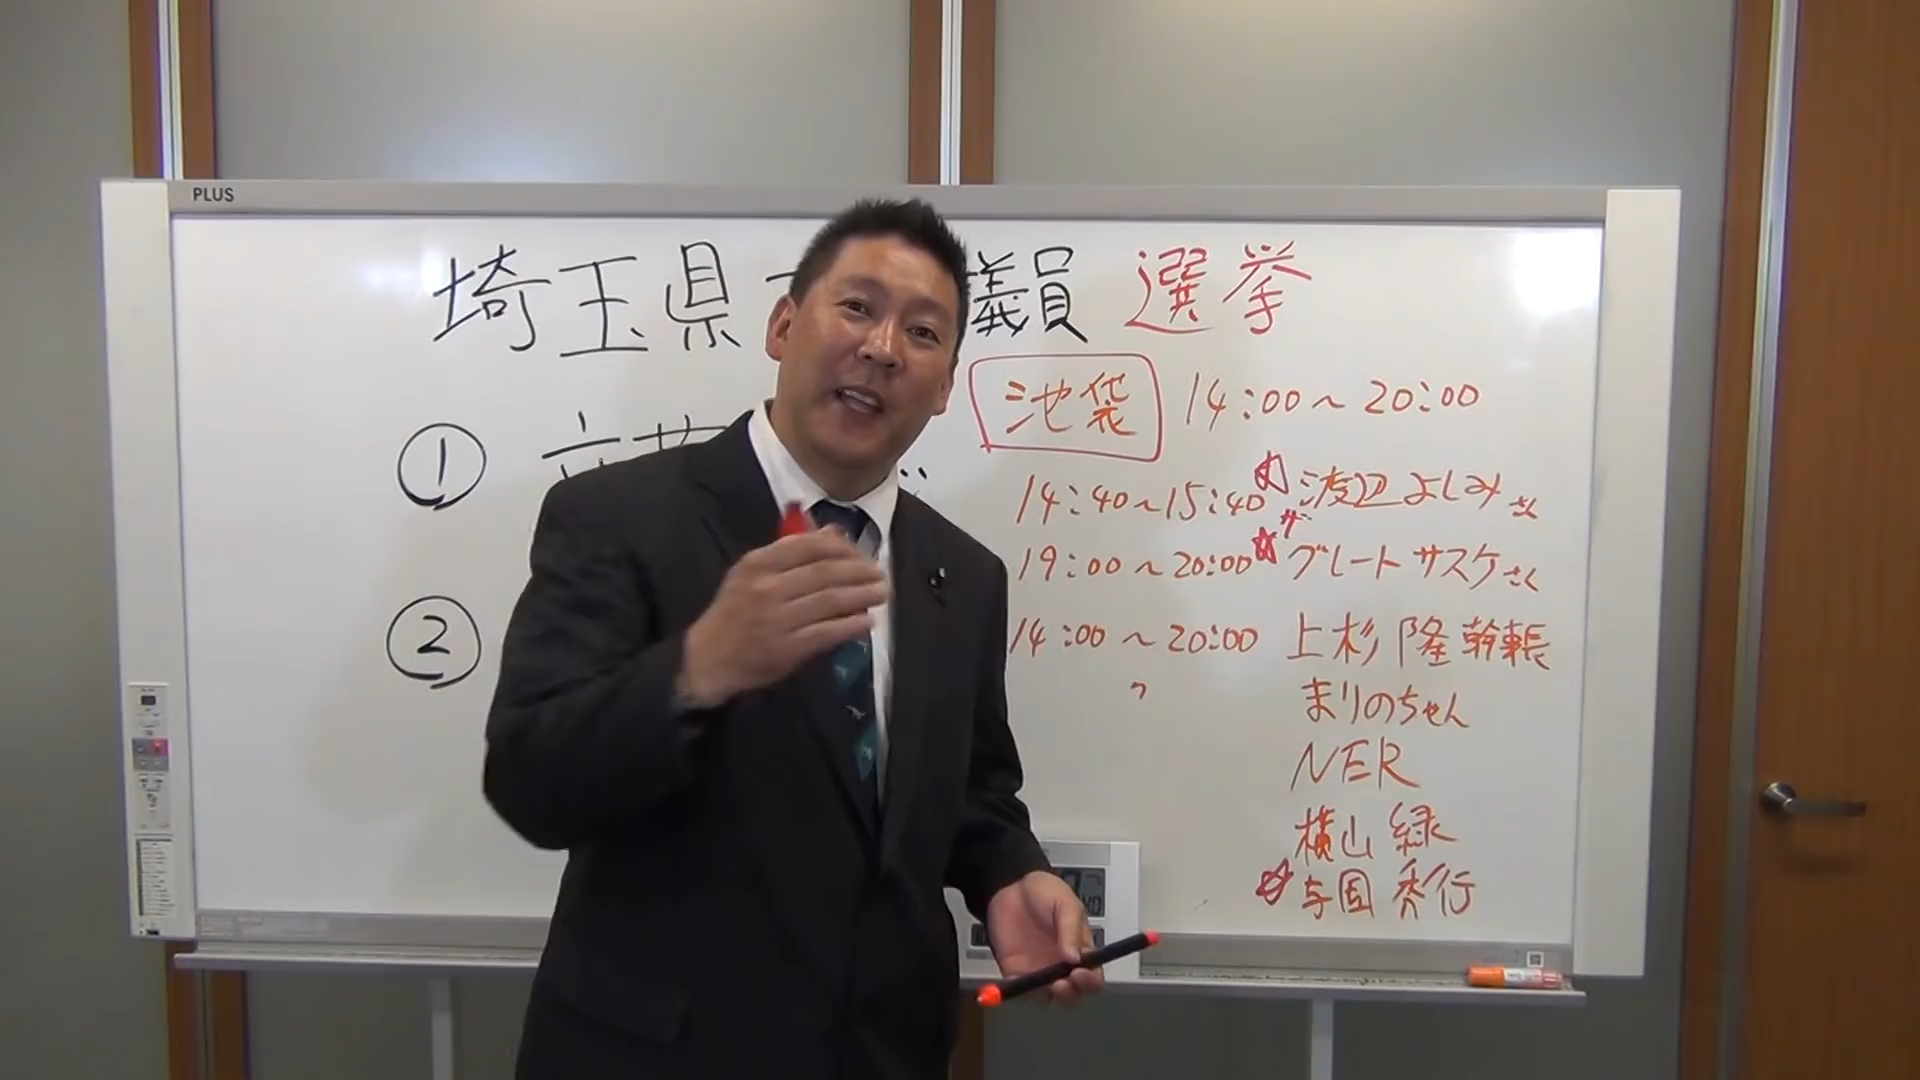 PLUS
埼玉県 議員 選挙
池袋 14:00～20:00
① 
14:40～15:40 ☆ 渡辺よしみさん
19:00～20:00 ☆ ザ グレートサスケさん
② 14:00～20:00 上杉隆幹事長
〃 まりのちゃん
NER
横山緑
☆ 与国秀行